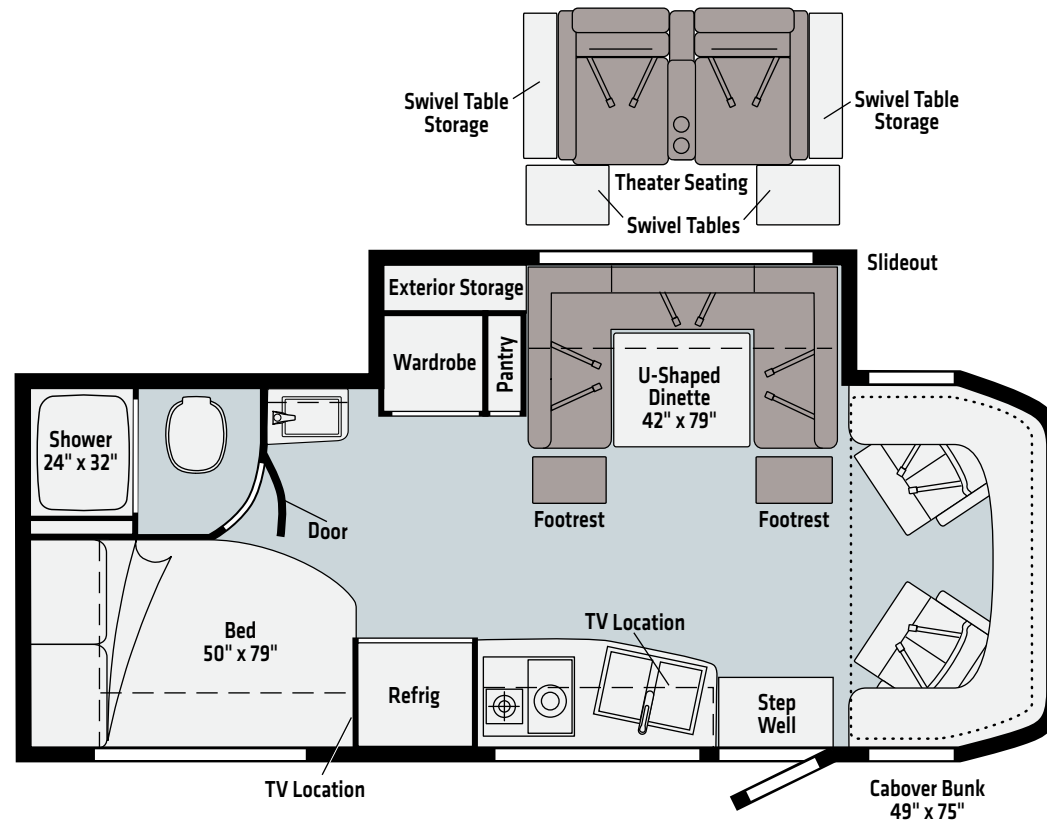 Swivel Table
Storage
Swivel Table
Storage
Theater Seating
Swivel Tables
Slideout
Exterior Storage
Wardrobe
Pantry
U-Shaped
Dinette
42" x 79"
Shower
24" x 32"
Footrest
Footrest
Door
Bed
50" x 79"
TV Location
Refrig
Step
Well
TV Location
Cabover Bunk
49" x 75"